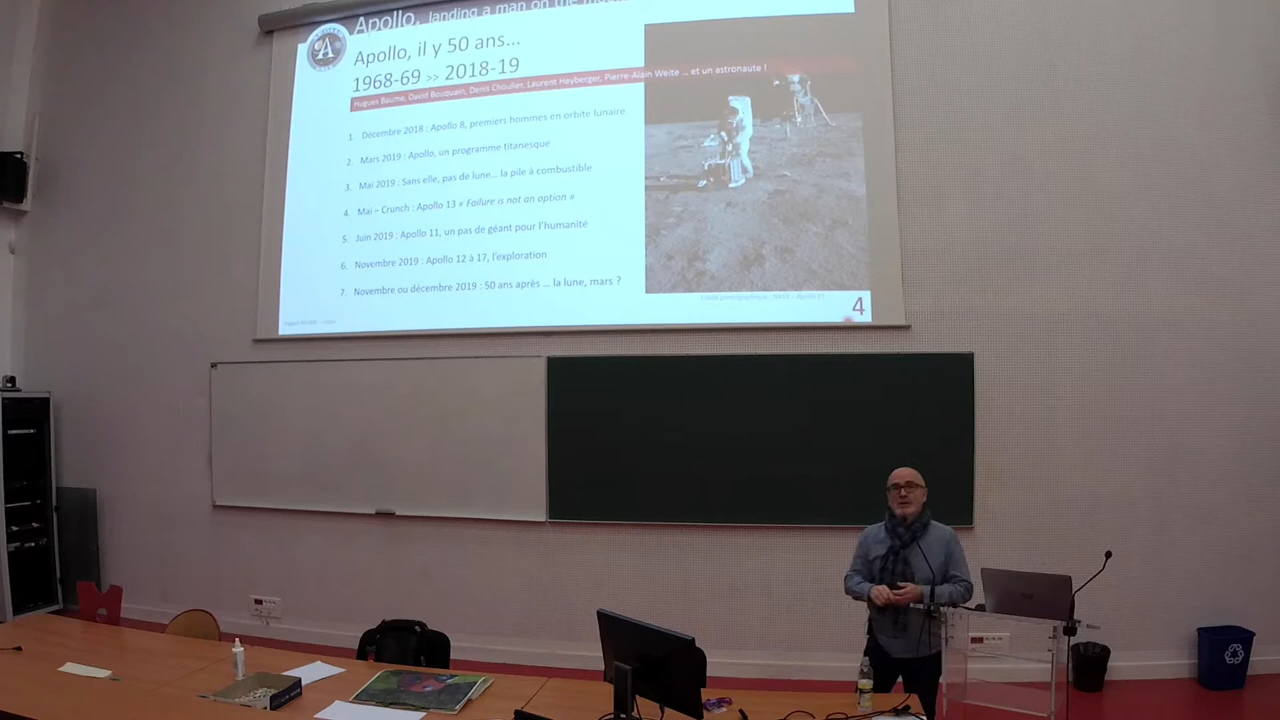 Apollo, landing a man on the moon
Apollo, il y 50 ans...
1968-69 >> 2018-19
Hugues Baume, David Bouquain, Denis Chouller, Laurent Heyberger, Pierre-Alain Weite ... et un astronaute !
1. Décembre 2018 : Apollo 8, premiers hommes en orbite lunaire
2. Mars 2019 : Apollo, un programme titanesque
3. Mai 2019 : Sans elle, pas de lune... la pile à combustible
4. Mai – Crunch : Apollo 13 « Failure is not an option »
5. Juin 2019 : Apollo 11, un pas de géant pour l'humanité
6. Novembre 2019 : Apollo 12 à 17, l'exploration
7. Novembre ou décembre 2019 : 50 ans après ... la lune, mars ?
4